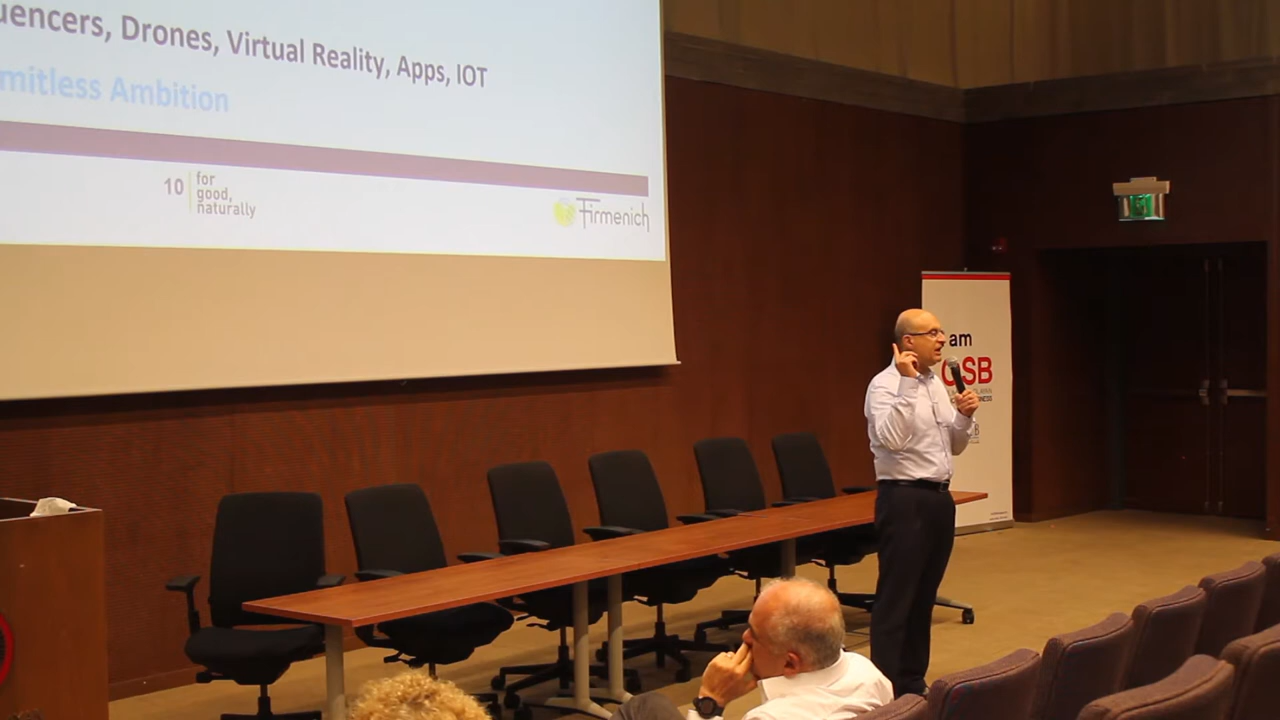 uencers, Drones, Virtual Reality, Apps, IOT
mitless Ambition
10
for
good,
naturally
Firmenich
am
OSB